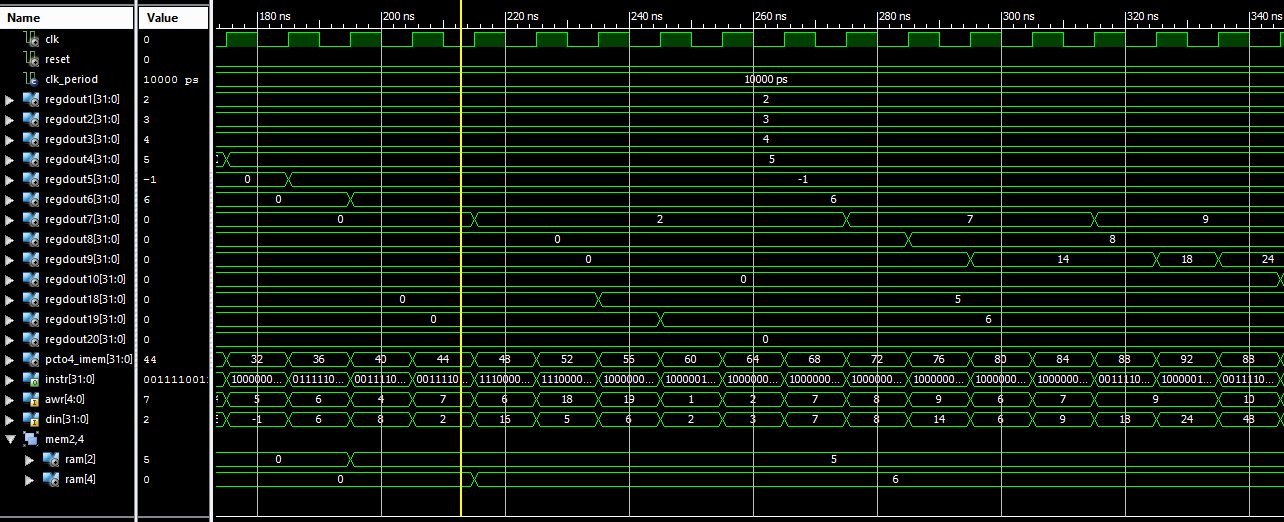 Name Value 180 ns 200 ns 220 ns 240 ns 260 ns 280 ns 300 ns 320 ns 340 ns
clk 0
reset 0
clk_period 10000 ps 10000 ps
regdout1[31:0] 2 2
regdout2[31:0] 3 3
regdout3[31:0] 4 4
regdout4[31:0] 5 5
regdout5[31:0] -1 0 -1
regdout6[31:0] 6 0 6
regdout7[31:0] 0 0 2 7 9
regdout8[31:0] 0 0 8
regdout9[31:0] 0 0 14 18 24
regdout10[31:0] 0 0
regdout18[31:0] 0 0 5
regdout19[31:0] 0 0 6
regdout20[31:0] 0 0
pcto4_imem[31:0] 44 32 36 40 44 48 52 56 60 64 68 72 76 80 84 88 92 88
instr[31:0] 001111001: 1000000... 0111110... 0011110... 0011110... 1110000... 1110000... 1000000... 1000001... 1000000... 1000000... 1000000... 1000000... 1000000... 1000000... 0011110... 1000001... 0011110...
awr[4:0] 7 5 6 4 7 6 18 19 1 2 7 8 9 6 7 9 10
din[31:0] 2 -1 6 8 2 16 5 6 2 3 7 8 14 6 9 18 24 48
mem2,4
ram[2] 5 0 5
ram[4] 0 0 6